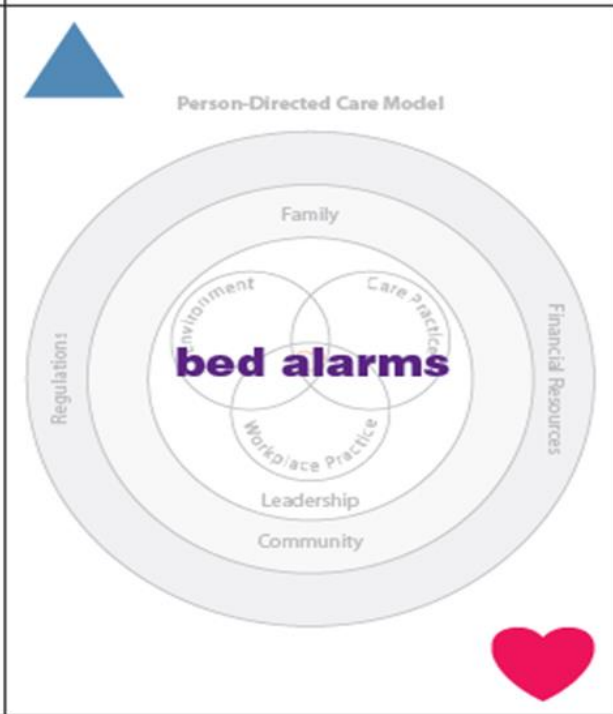 Person-Directed Care Model
Family
Environment
Care Practice
bed alarms
Regulations
Financial Resources
Workplace Practice
Leadership
Community